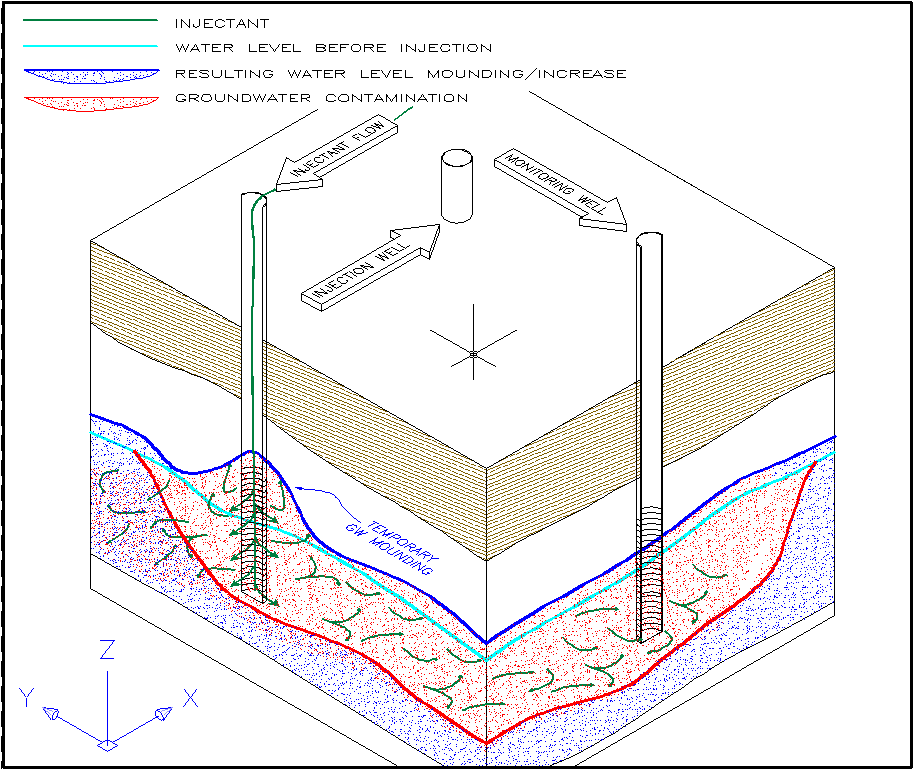 INJECTANT
WATER LEVEL BEFORE INJECTION
RESULTING WATER LEVEL MOUNDING/INCREASE
GROUNDWATER CONTAMINATION
INJECTANT FLOW
MONITORING WELL
INJECTION WELL
TEMPORARY
GW MOUNDING
Z
Y
X